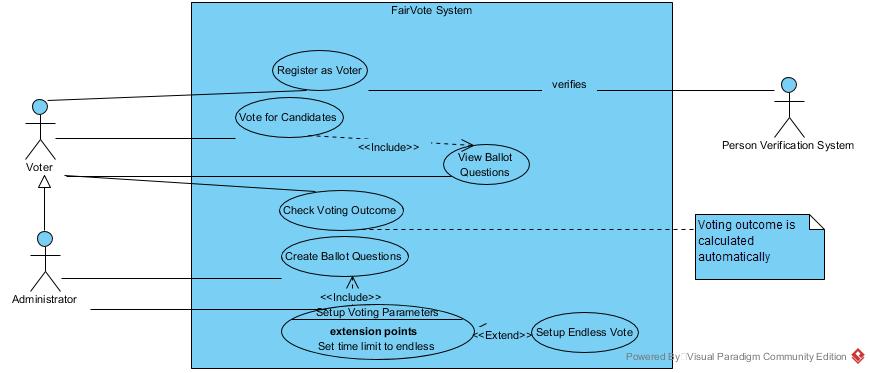 FairVote System
Register as Voter
verifies
Vote for Candidates
<<Include>>
Person Verification System
View Ballot
Questions
Voter
Check Voting Outcome
Voting outcome is
calculated
automatically
Create Ballot Questions
Administrator
<<Include>>
Setup Voting Parameters
extension points
Set time limit to endless
<<Extend>>
Setup Endless Vote
Powered By Visual Paradigm Community Edition